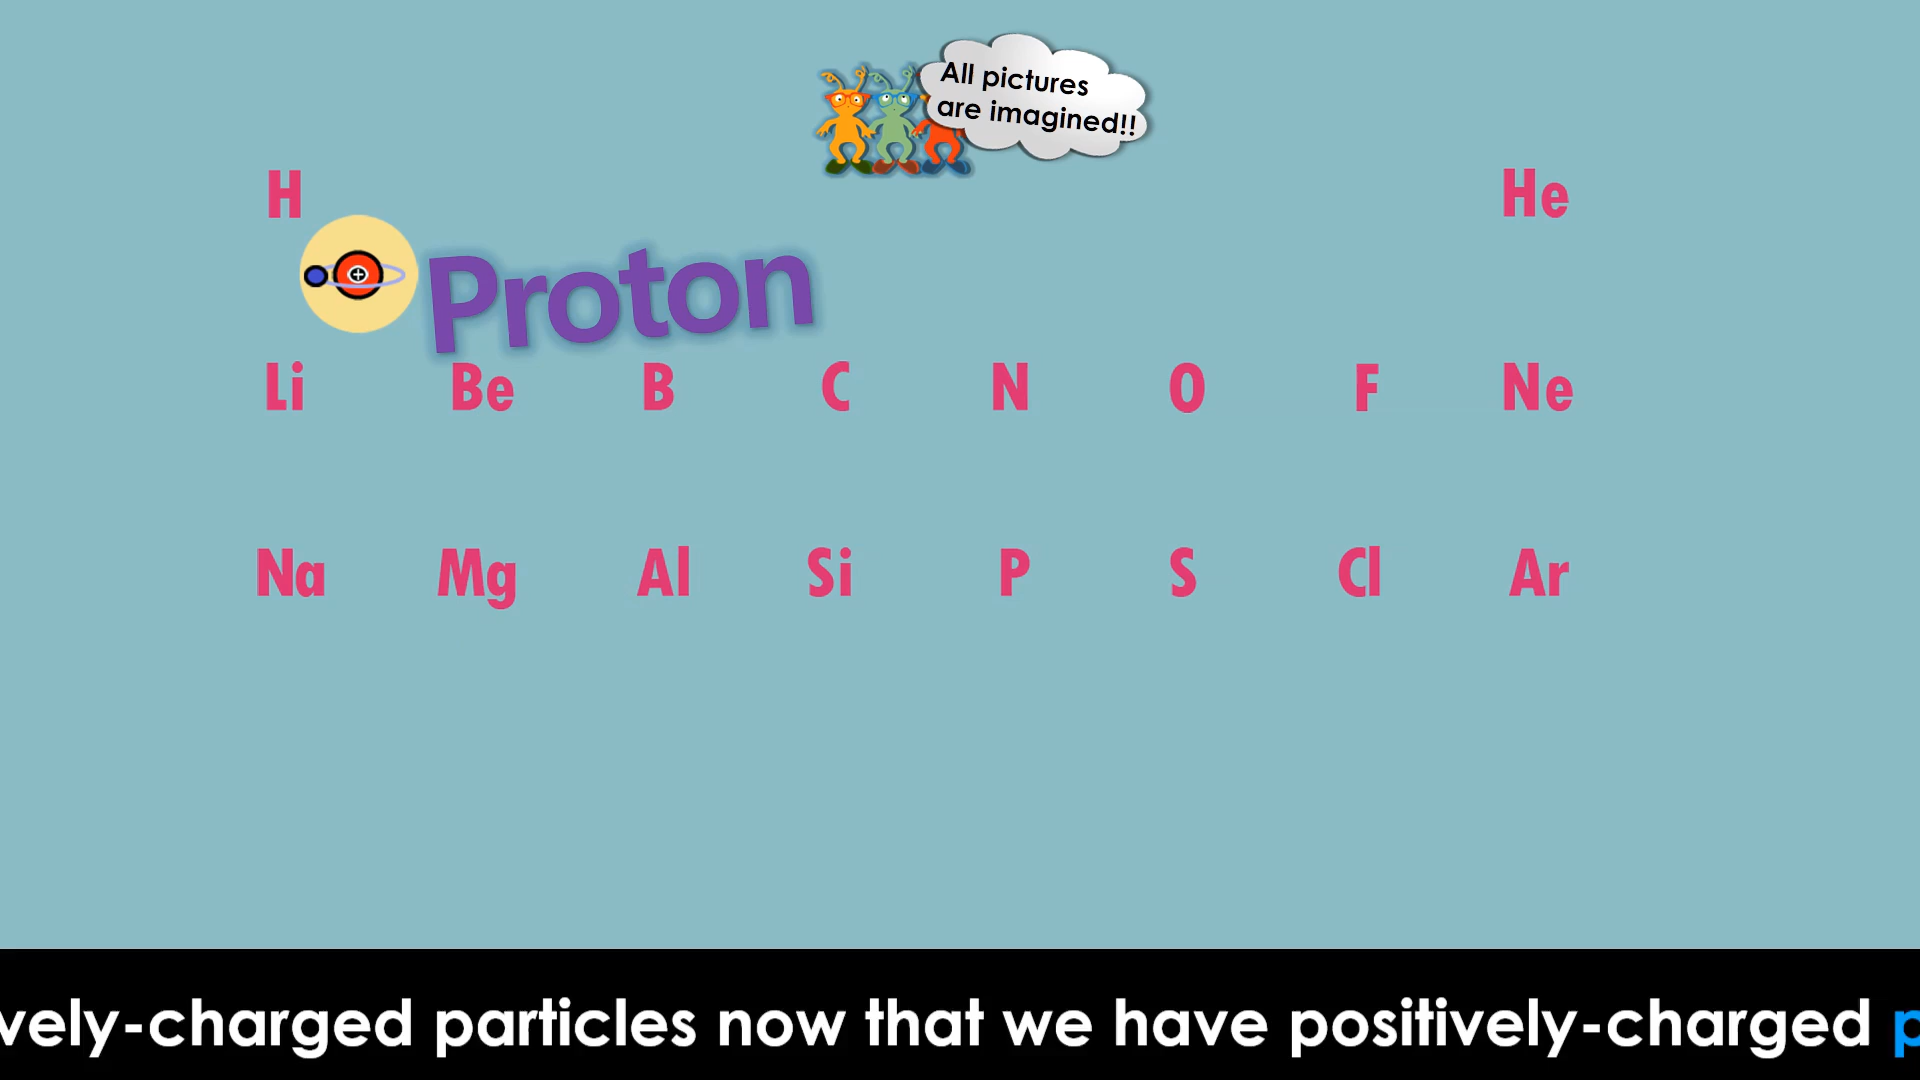 All pictures
are imagined!!
H He
Proton
Li Be B C N O F Ne
Na Mg Al Si P S Cl Ar
vely-charged particles now that we have positively-charged p